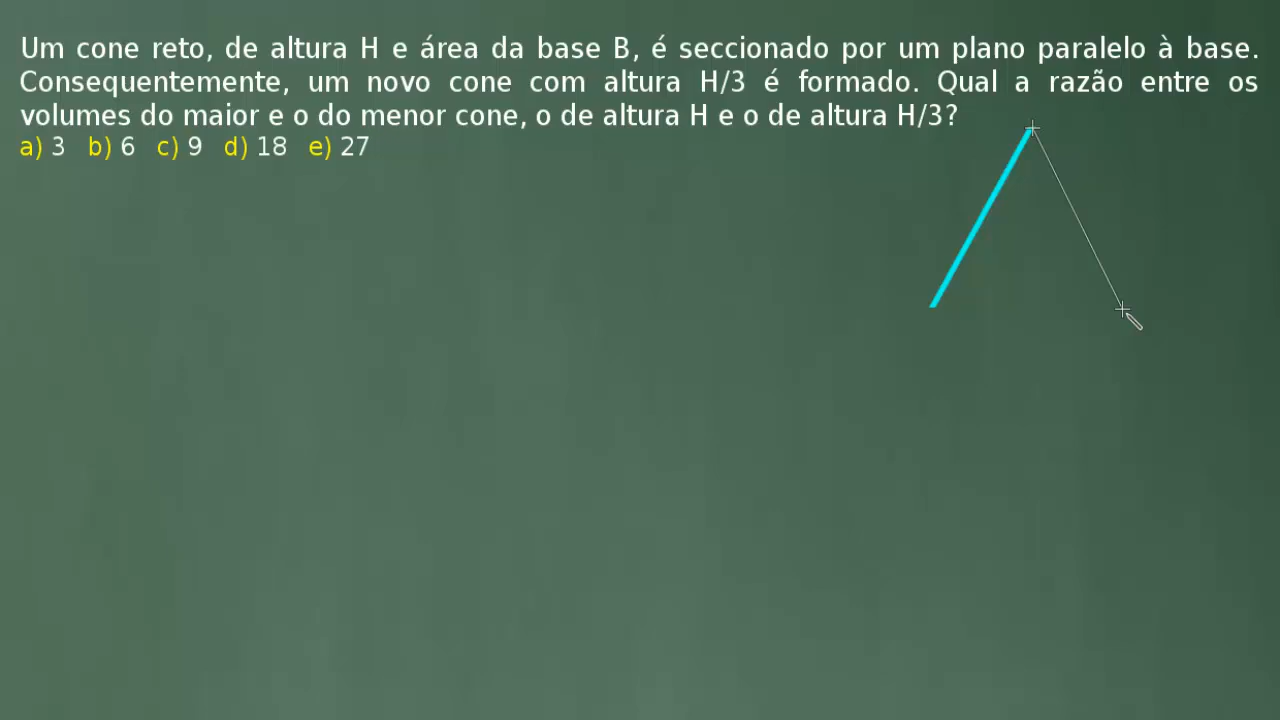 Um cone reto, de altura H e área da base B, é seccionado por um plano paralelo à base.
Consequentemente, um novo cone com altura H/3 é formado. Qual a razão entre os
volumes do maior e o do menor cone, o de altura H e o de altura H/3?
a) 3 b) 6 c) 9 d) 18 e) 27